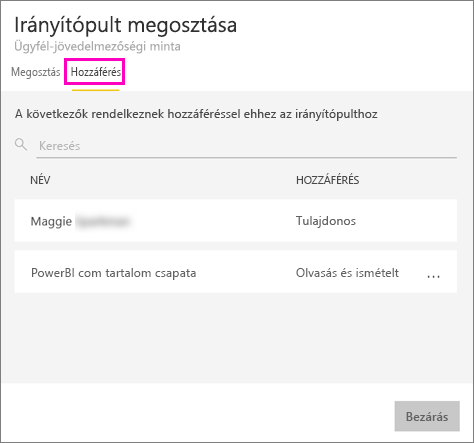 Irányítópult megosztása
Ügyfél-jövedelmezőségi minta
Megosztás Hozzáférés
A következők rendelkeznek hozzáféréssel ehhez az irányítópulthoz
Keresés
NÉV HOZZÁFÉRÉS
Maggie Tulajdonos
PowerBI com tartalom csapata Olvasás és ismételt ...
Bezárás